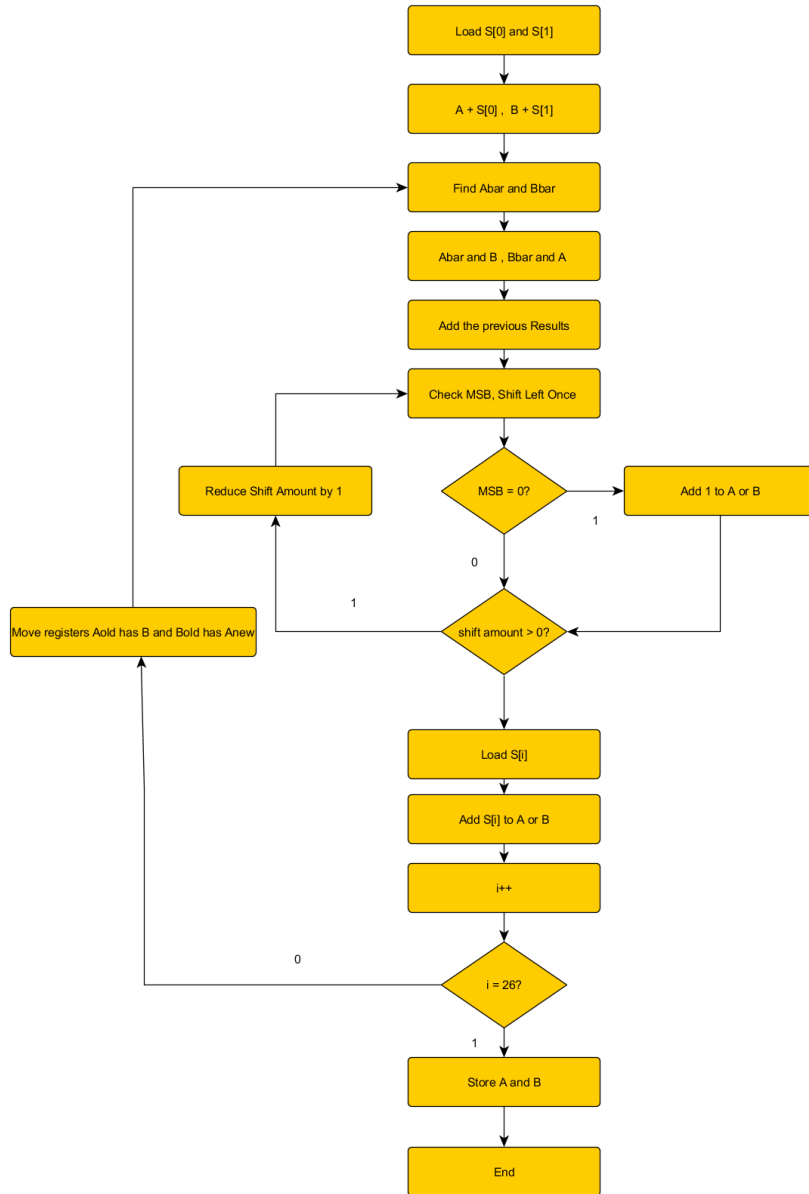 Load S[0] and S[1]
A + S[0] , B + S[1]
Find Abar and Bbar
Abar and B , Bbar and A
Add the previous Results
Check MSB, Shift Left Once
Reduce Shift Amount by 1
MSB = 0?
Add 1 to A or B
1
0
1
Move registers Aold has B and Bold has Anew
shift amount > 0?
Load S[i]
Add S[i] to A or B
i++
0
i = 26?
1
Store A and B
End